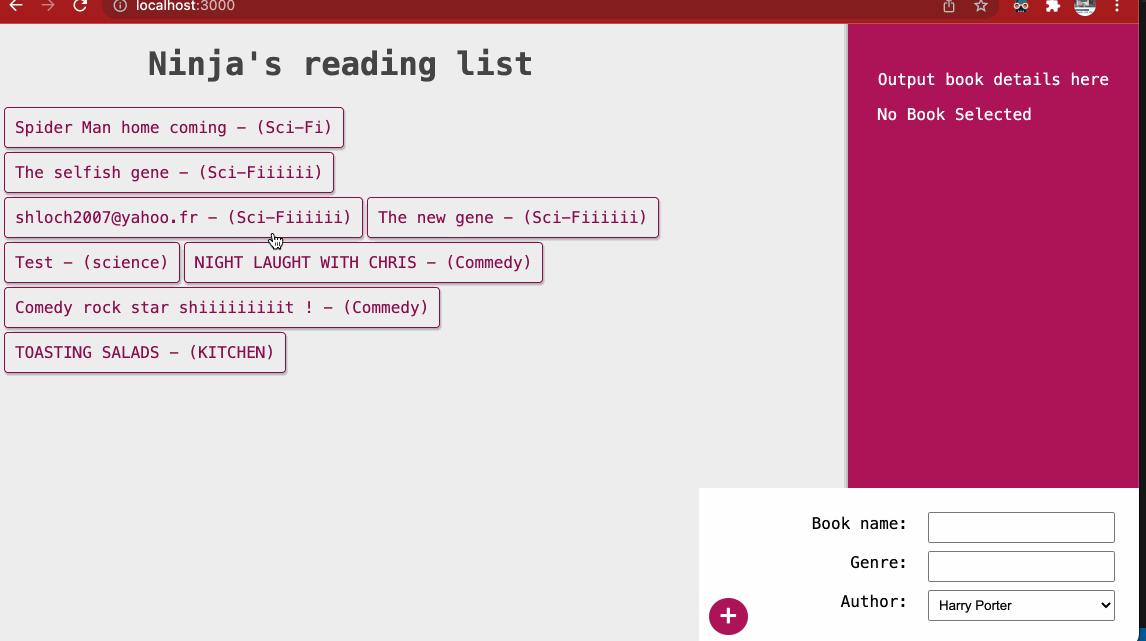 localhost:3000
Ninja's reading list
Spider Man home coming - (Sci-Fi)
The selfish gene - (Sci-Fiiiiii)
shloch2007@yahoo.fr - (Sci-Fiiiiii) The new gene - (Sci-Fiiiiii)
Test - (science) NIGHT LAUGHT WITH CHRIS - (Commedy)
Comedy rock star shiiiiiiiiit ! - (Commedy)
TOASTING SALADS - (KITCHEN)
Output book details here
No Book Selected
Book name:
Genre:
Author: Harry Porter
+